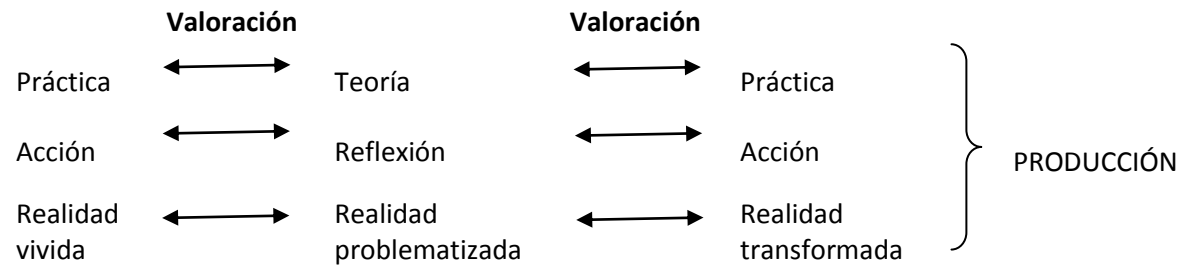 Valoración Valoración
Práctica Teoría Práctica
Acción Reflexión Acción
PRODUCCIÓN
Realidad Realidad Realidad
vivida problematizada transformada